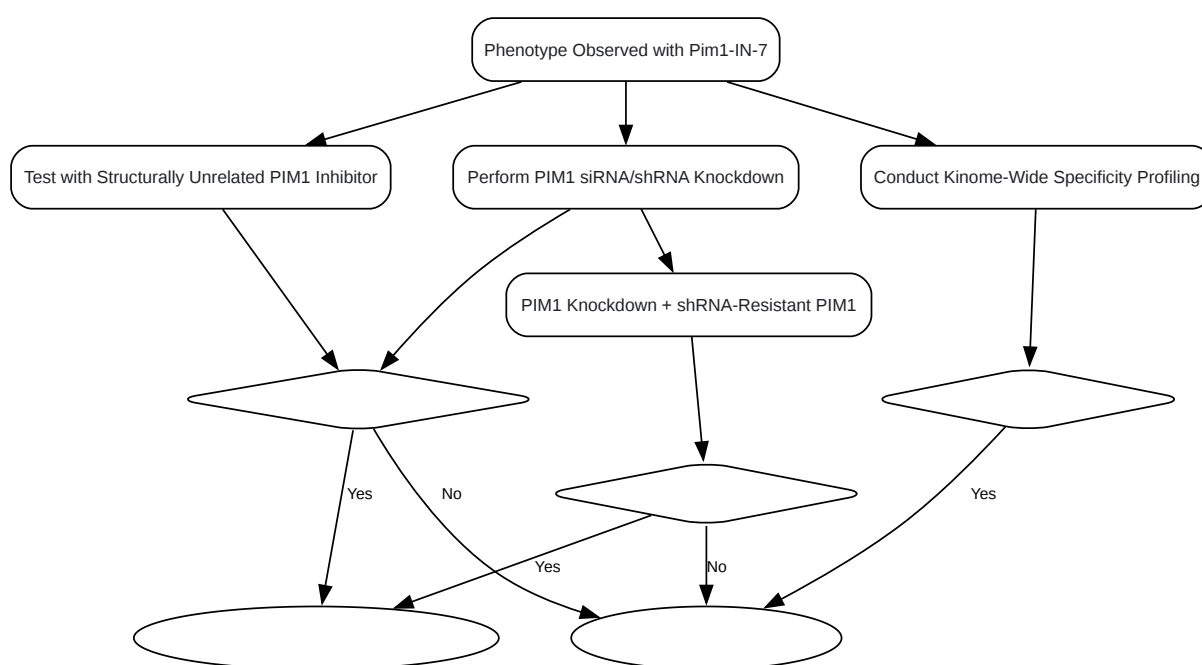 Phenotype Observed with Pim1-IN-7
Test with Structurally Unrelated PIM1 Inhibitor
Perform PIM1 siRNA/shRNA Knockdown
Conduct Kinome-Wide Specificity Profiling
PIM1 Knockdown + shRNA-Resistant PIM1
Yes
No
Yes
Yes
No